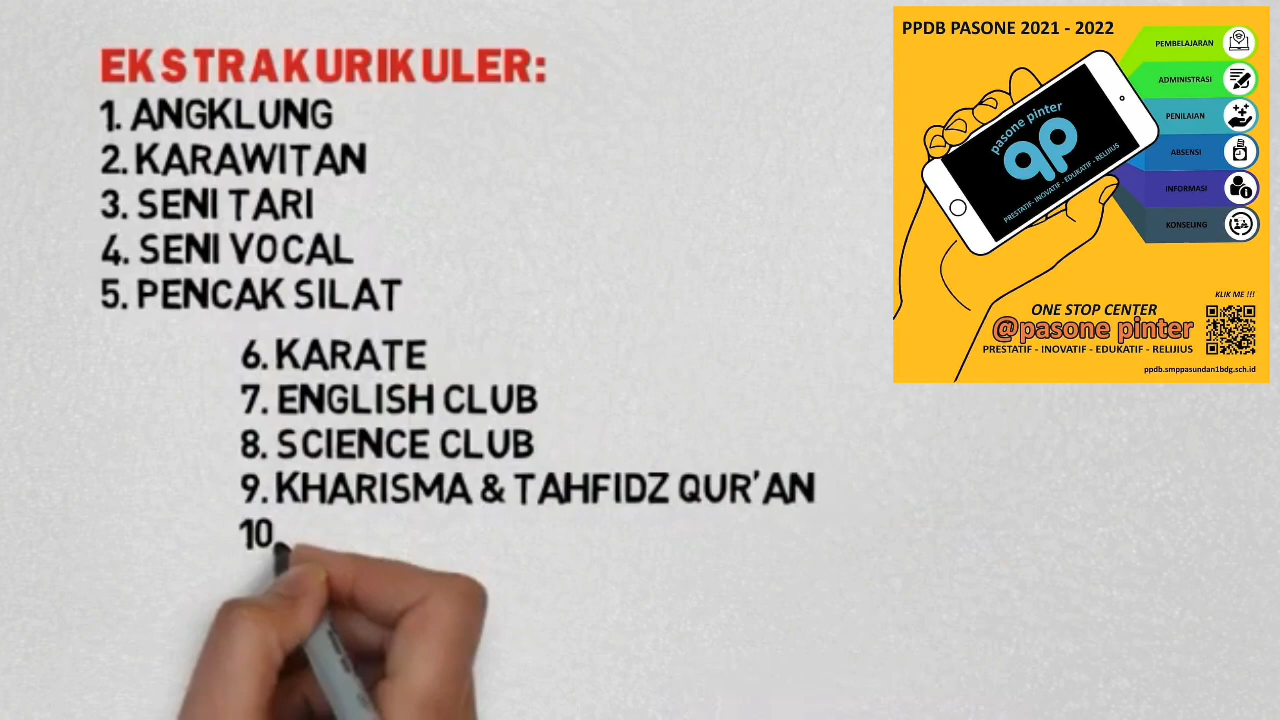 EKSTRAKURIKULER:
1. ANGKLUNG
2. KARAWITAN
3. SENI TARI
4. SENI VOCAL
5. PENCAK SILAT
6. KARATE
7. ENGLISH CLUB
8. SCIENCE CLUB
9. KHARISMA & TAHFIDZ QUR'AN
10.
PPDB PASONE 2021 - 2022
PEMBELAJARAN
ADMINISTRASI
PENILAIAN
ABSENSI
INFORMASI
KONSELING
pasone pinter
qp
PRESTATIF- INOVATIF - EDUKATIF - RELIJIUS
KLIK ME !!!
ONE STOP CENTER
@pasone pinter
PRESTATIF - INOVATIF - EDUKATIF - RELIJIUS
ppdb.smppasundan1bdg.sch.id